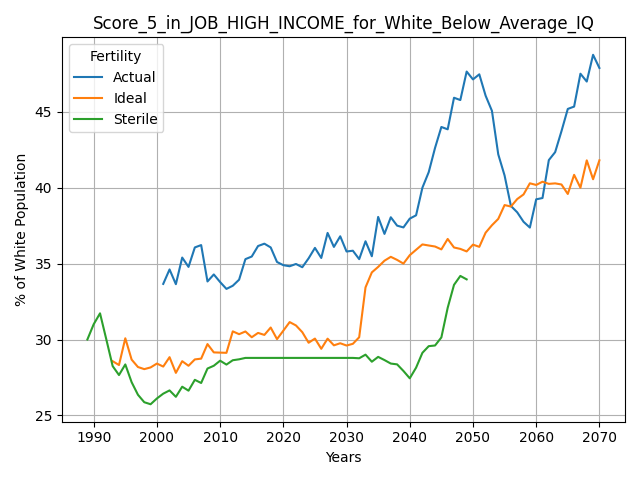 Score_5_in_JOB_HIGH_INCOME_for_White_Below_Average_IQ
Fertility
Actual
Ideal
Sterile
% of White Population
45
40
35
30
25
1990 2000 2010 2020 2030 2040 2050 2060 2070
Years